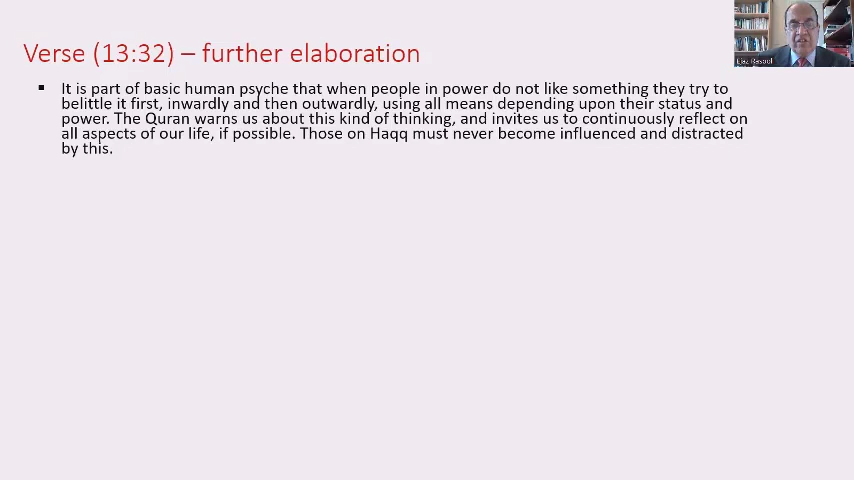 Verse (13:32) – further elaboration
▪ It is part of basic human psyche that when people in power do not like something they try to
belittle it first, inwardly and then outwardly, using all means depending upon their status and
power. The Quran warns us about this kind of thinking, and invites us to continuously reflect on
all aspects of our life, if possible. Those on Haqq must never become influenced and distracted
by this.
Ejaz Rasool